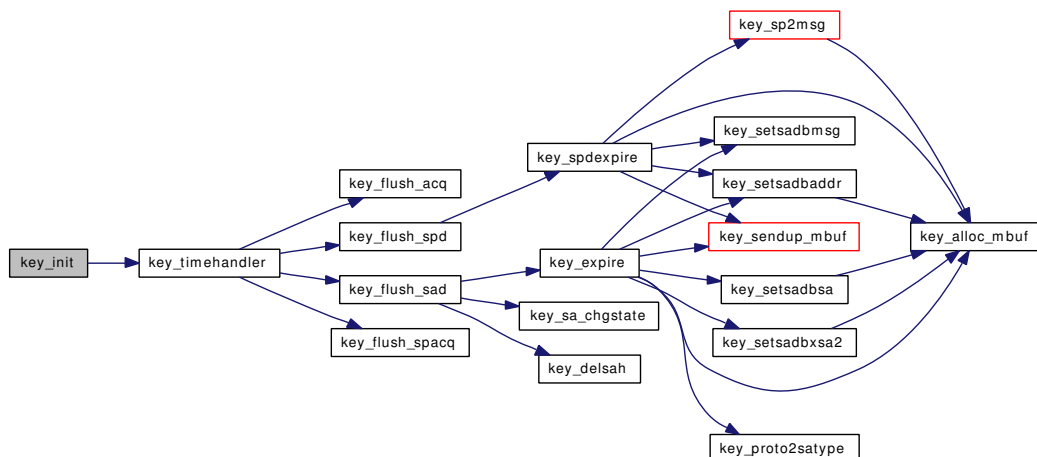 key_sp2msg
key_setsadbmsg
key_spdexpire
key_flush_acq
key_setsadbaddr
key_flush_spd
key_sendup_mbuf
key_alloc_mbuf
key_init
key_timehandler
key_expire
key_flush_sad
key_setsadbsa
key_sa_chgstate
key_flush_spacq
key_setsadbxsa2
key_delsah
key_proto2satype